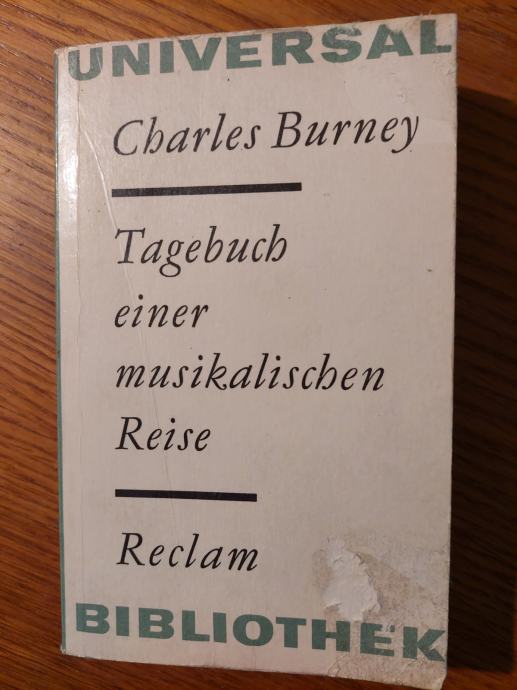 UNIVERSAL
Charles Burney
Tagebuch
einer
musikalischen
Reise
Reclam
BIBLIOTHEK